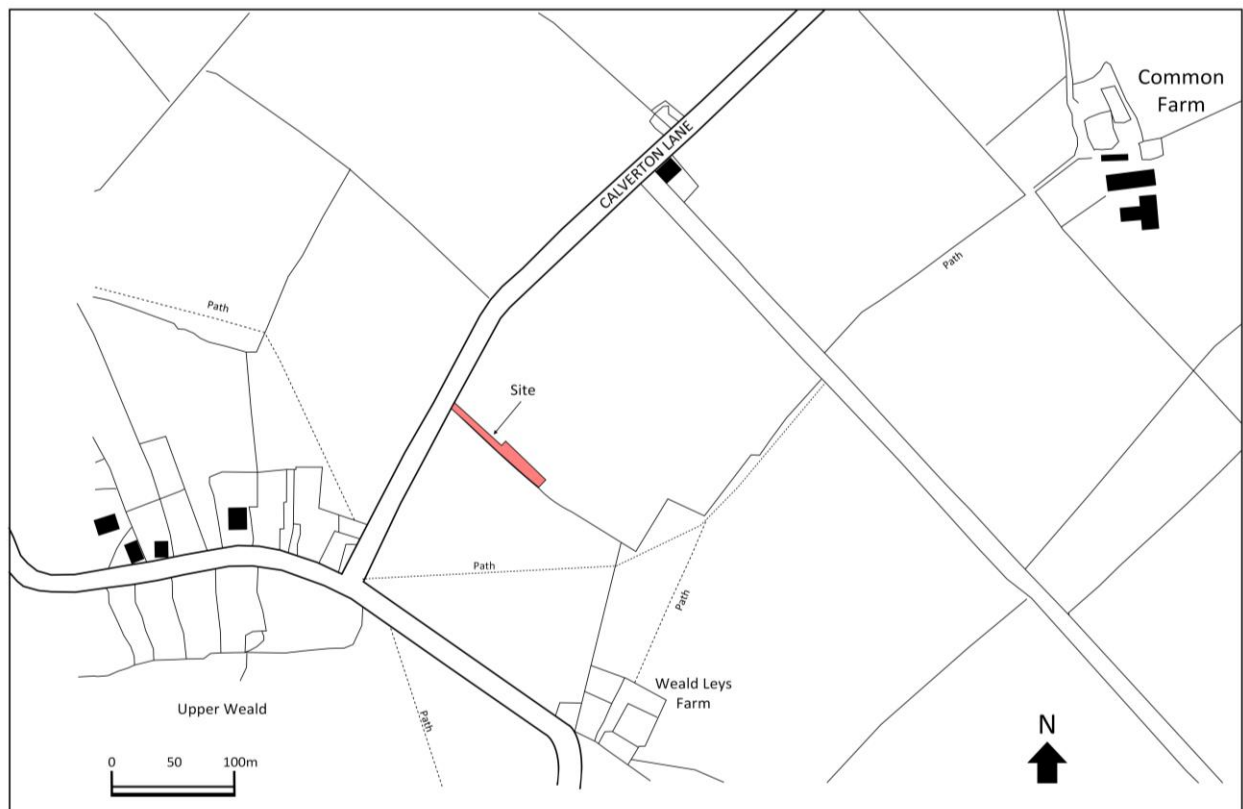 Common
Farm
CALVERTON LANE
Path
Path
Site
Path
Path
Weald Leys
Farm
Upper Weald
Path
N
0 50 100m